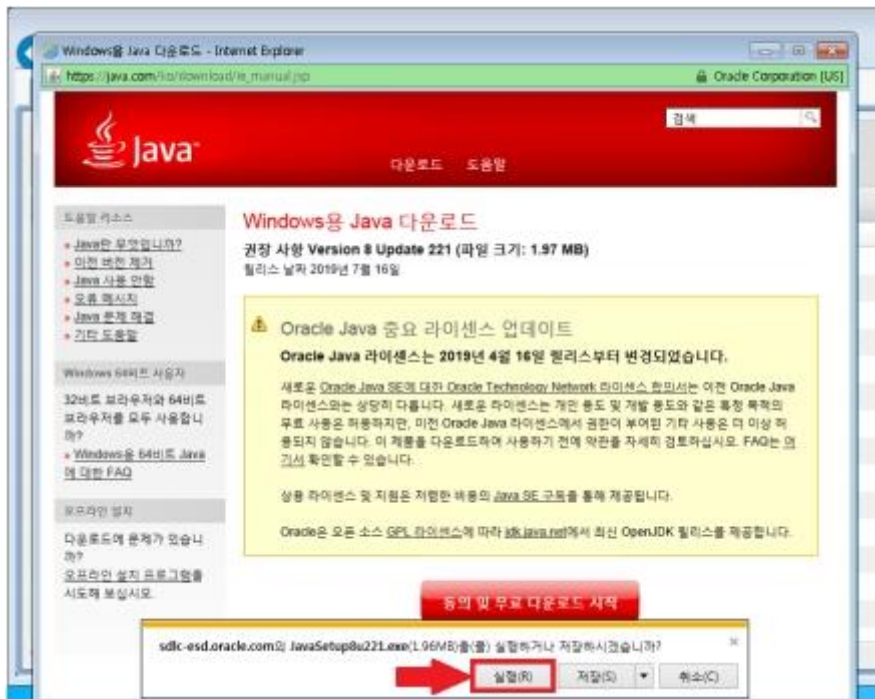 Windows용 Java 다운로드 - Internet Explorer
https://java.com/ko/download/ie_manual.jsp
Oracle Corporation [US]
Java
검색
다운로드 도움말
도움말 리소스
Java란 무엇입니까?
이전 버전 제거
Java 사용 안함
오류 메시지
Java 문제 해결
기타 도움말
Windows 64비트 사용자
32비트 브라우저와 64비트
브라우저를 모두 사용합니
까?
Windows용 64비트 Java
에 대한 FAQ
오프라인 설치
다운로드에 문제가 있습니
까?
오프라인 설치 프로그램을
시도해 보십시오.
Windows용 Java 다운로드
권장 사항 Version 8 Update 221 (파일 크기: 1.97 MB)
릴리스 날짜 2019년 7월 16일
Oracle Java 중요 라이센스 업데이트
Oracle Java 라이센스는 2019년 4월 16일 릴리스부터 변경되었습니다.
새로운 Oracle Java SE에 대한 Oracle Technology Network 라이센스 합의서는 이전 Oracle Java
라이센스와는 상당히 다릅니다. 새로운 라이센스는 개인 용도 및 개발 용도와 같은 특정 목적의
무료 사용은 허용하지만, 이전 Oracle Java 라이센스에서 권한이 부여된 기타 사용은 더 이상 허
용되지 않습니다. 이 제품을 다운로드하여 사용하기 전에 약관을 자세히 검토하십시오. FAQ는 여
기서 확인할 수 있습니다.
상용 라이센스 및 지원은 저렴한 비용의 Java SE 구독을 통해 제공됩니다.
Oracle은 오픈 소스 GPL 라이센스에 따라 jdk.java.net에서 최신 OpenJDK 릴리스를 제공합니다.
동의 및 무료 다운로드 시작
sdlc-esd.oracle.com의 JavaSetup8u221.exe(1.96MB)을(를) 실행하거나 저장하시겠습니까?
실행(R) 저장(S) 취소(C)